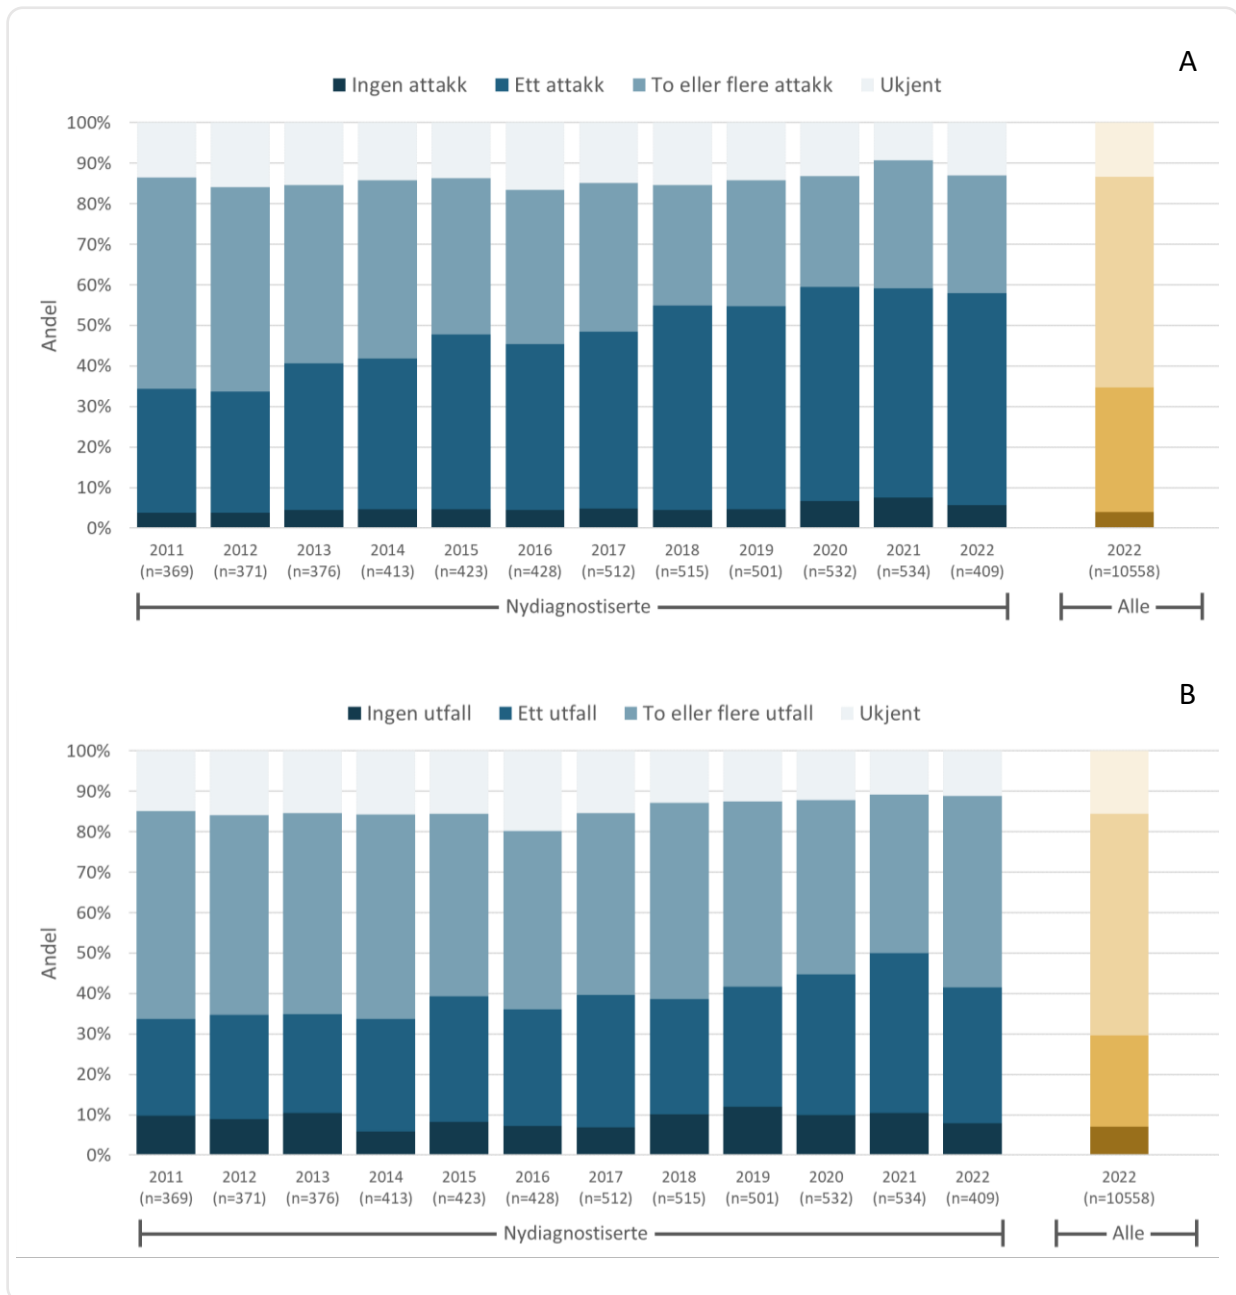 A
Ingen attakk Ett attakk To eller flere attakk Ukjent
100%
90%
80%
70%
60%
50%
40%
30%
20%
10%
0%
Andel
2011 2012 2013 2014 2015 2016 2017 2018 2019 2020 2021 2022 2022
(n=369) (n=371) (n=376) (n=413) (n=423) (n=428) (n=512) (n=515) (n=501) (n=532) (n=534) (n=409) (n=10558)
Nydiagnostiserte Alle
B
Ingen utfall Ett utfall To eller flere utfall Ukjent
100%
90%
80%
70%
60%
50%
40%
30%
20%
10%
0%
Andel
2011 2012 2013 2014 2015 2016 2017 2018 2019 2020 2021 2022 2022
(n=369) (n=371) (n=376) (n=413) (n=423) (n=428) (n=512) (n=515) (n=501) (n=532) (n=534) (n=409) (n=10558)
Nydiagnostiserte Alle